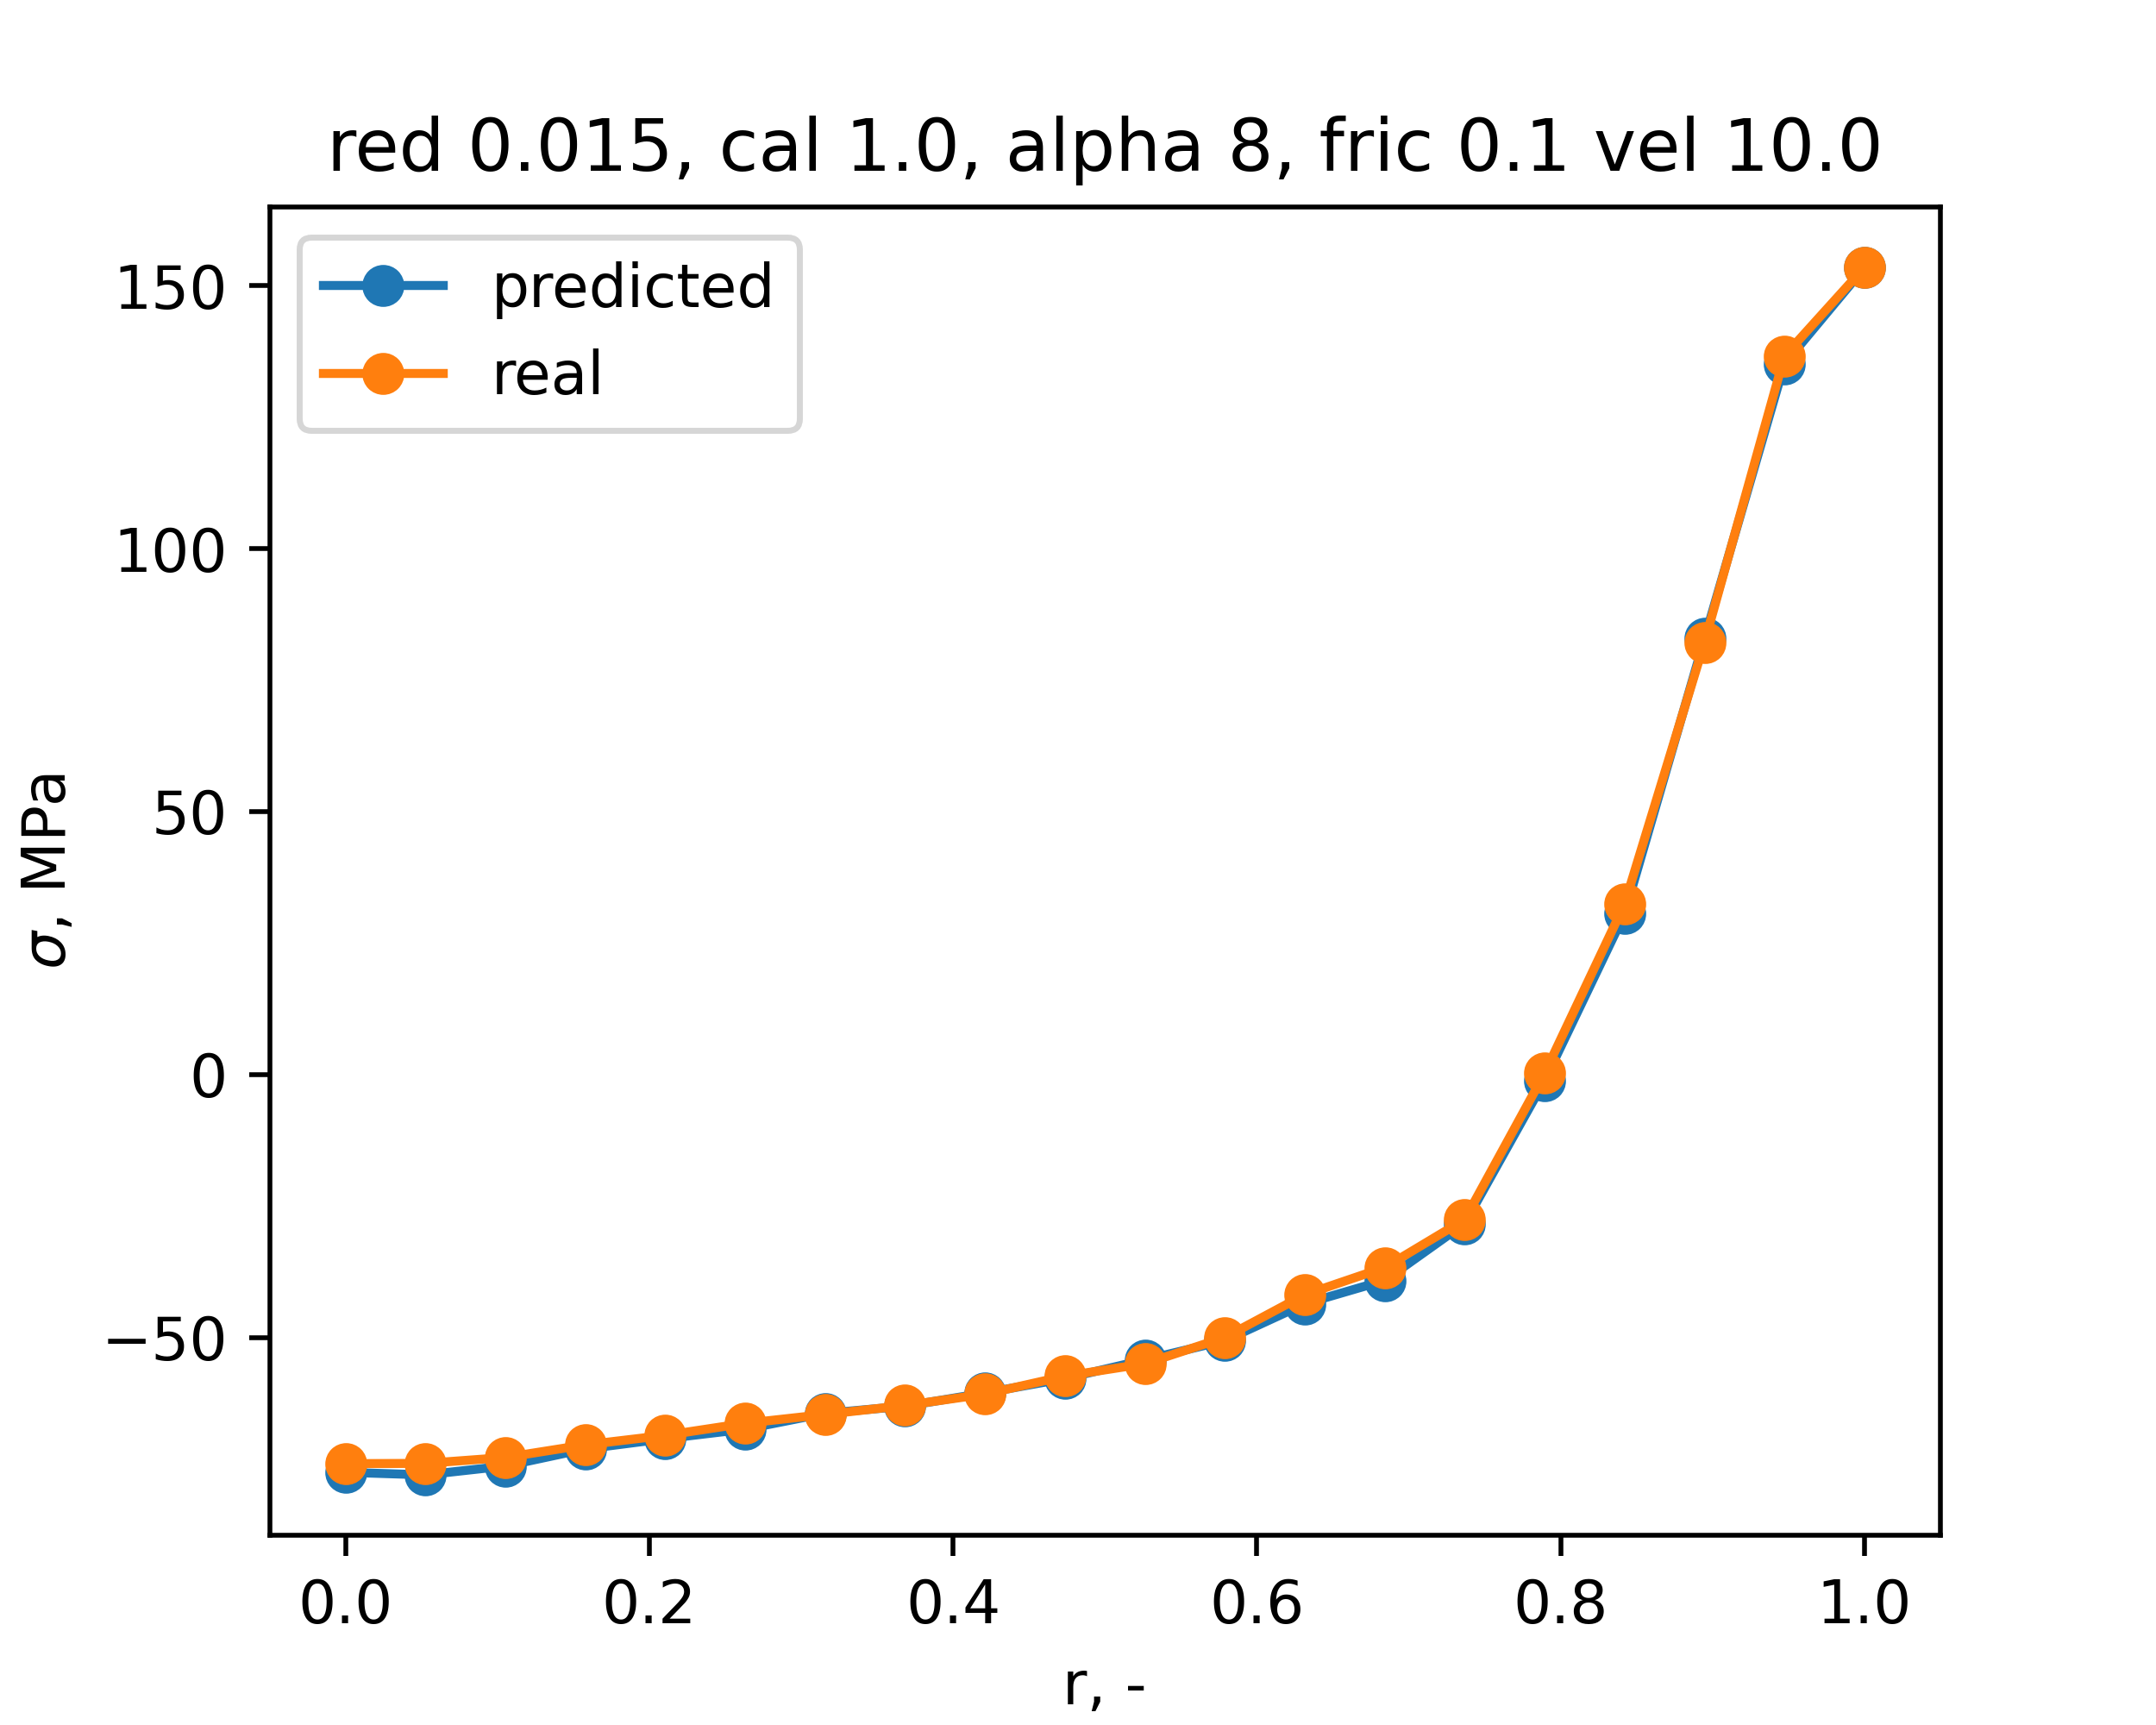 red 0.015, cal 1.0, alpha 8, fric 0.1 vel 10.0
predicted
real
150
100
50
0
−50
σ, MPa
0.0 0.2 0.4 0.6 0.8 1.0
r, -